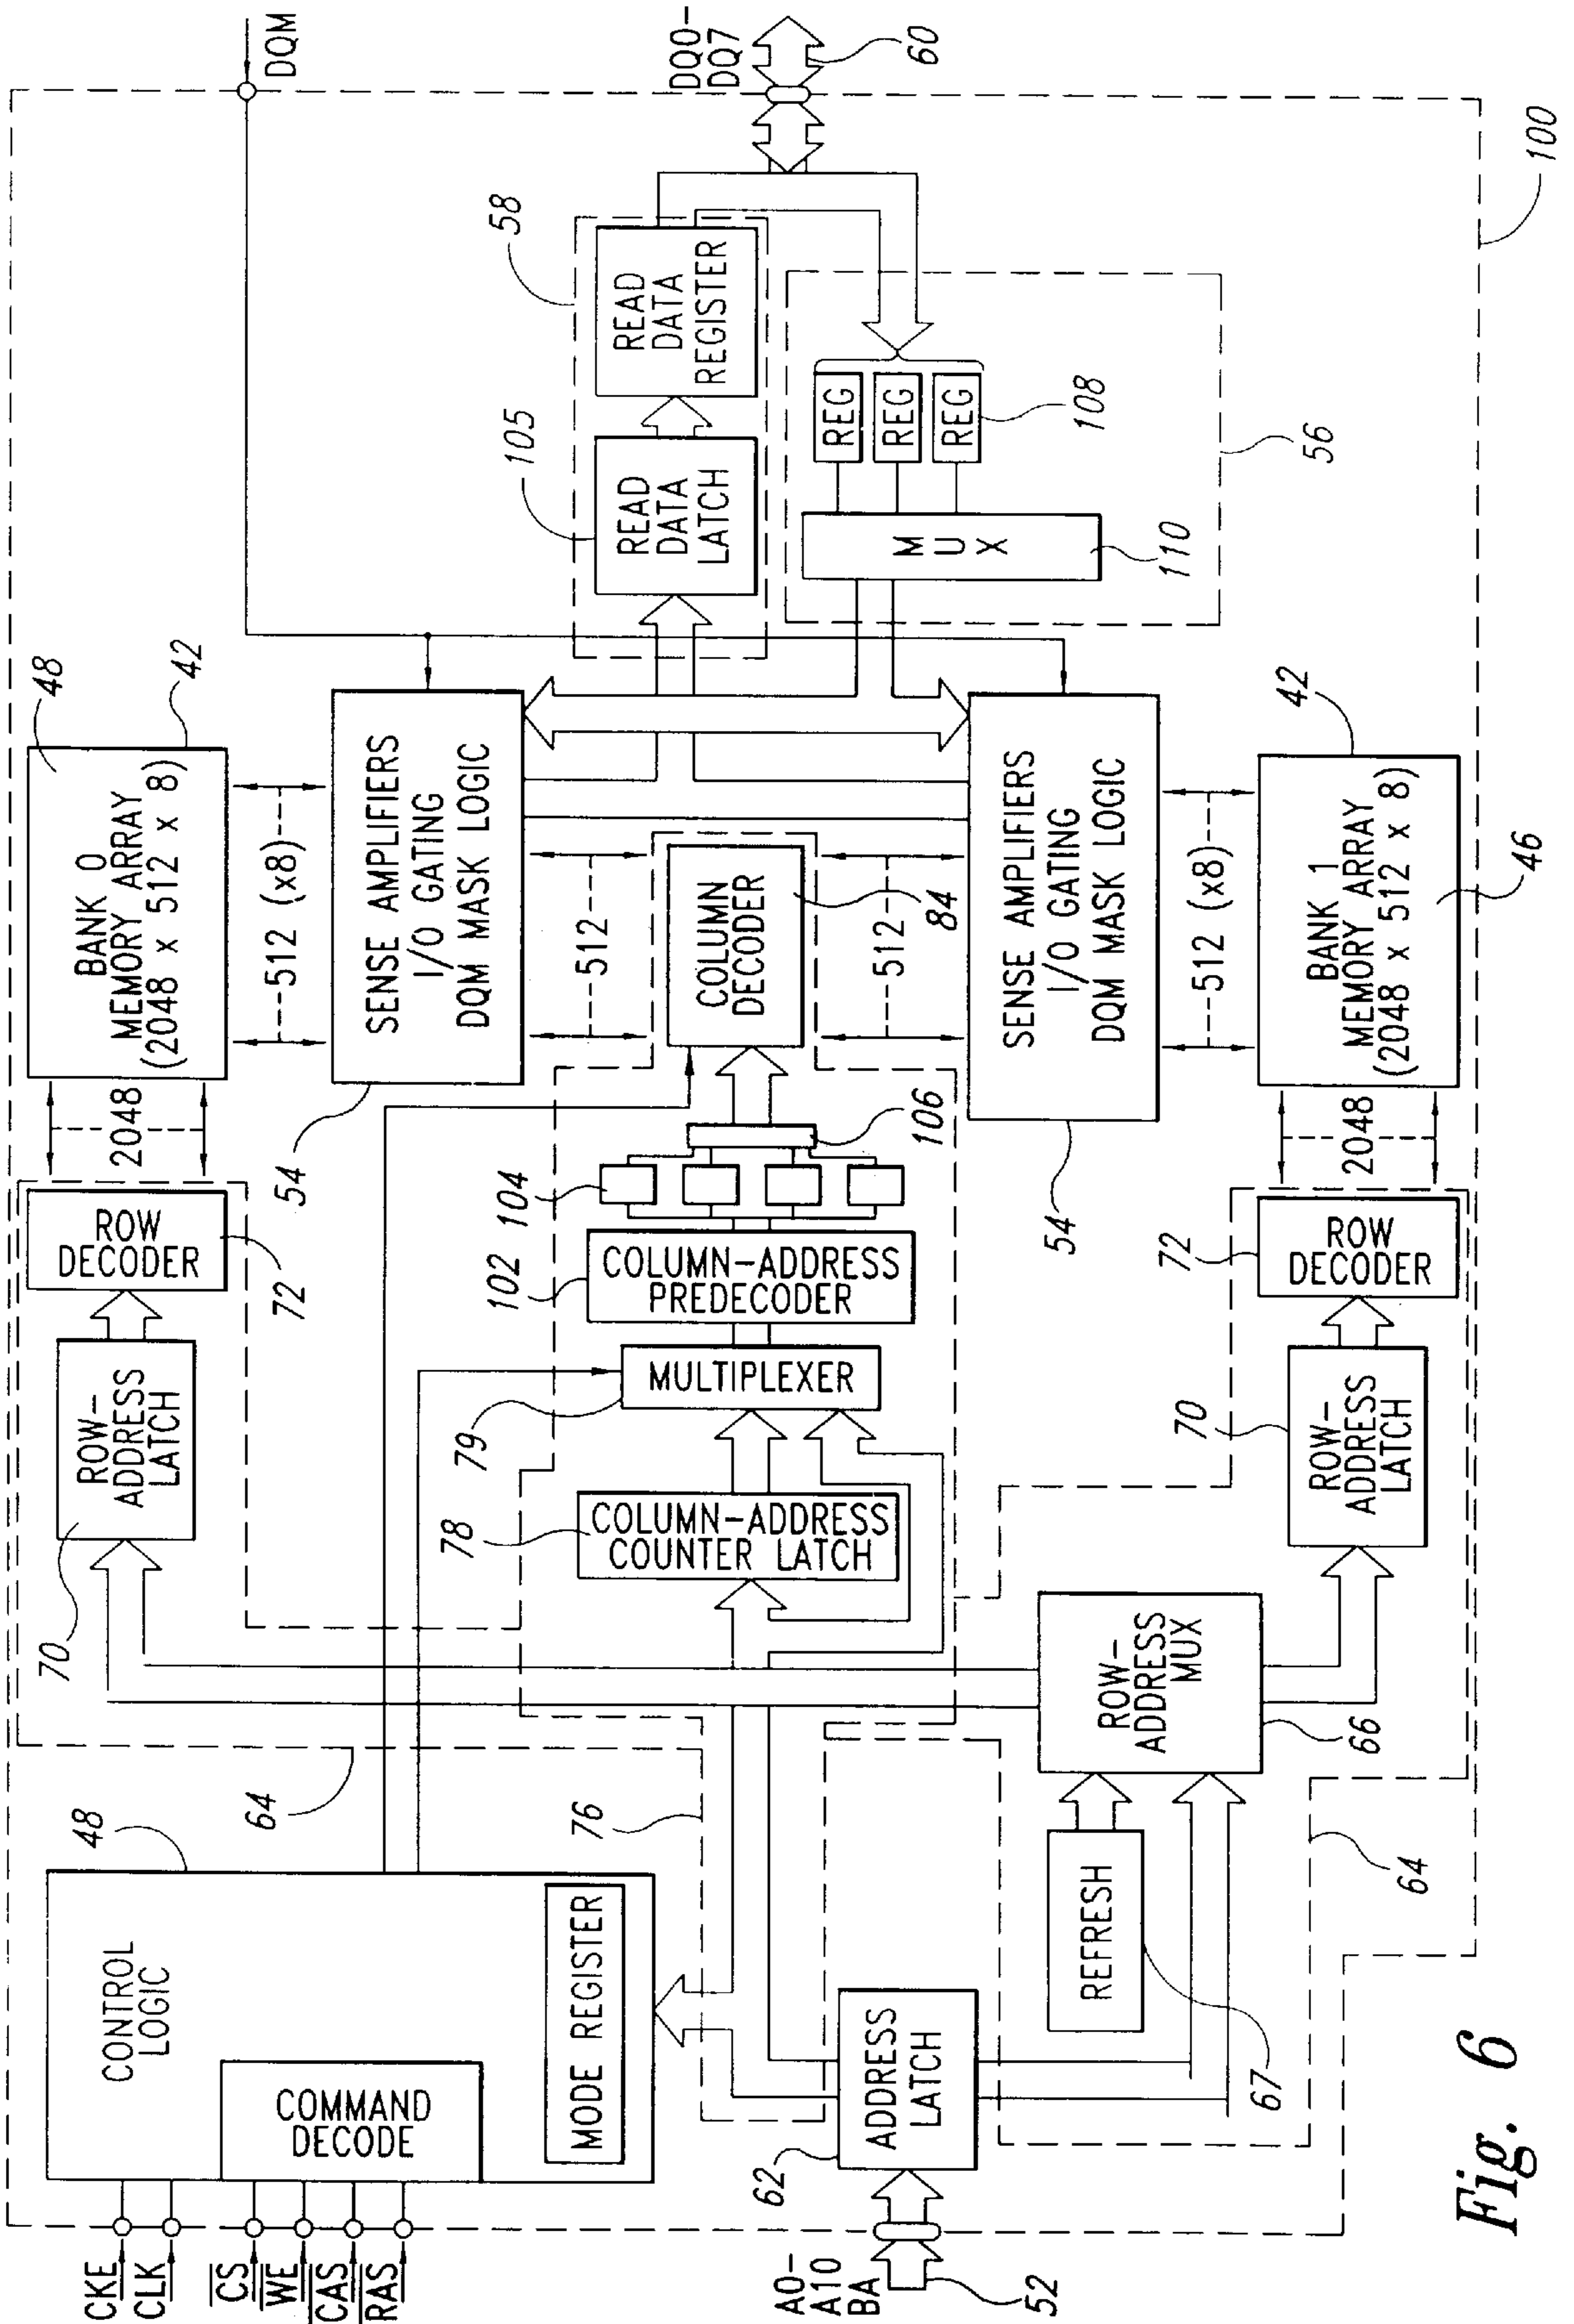 CKE
CLK
CS
WE
CAS
RAS
CONTROL
LOGIC
48
COMMAND
DECODE
MODE REGISTER
A0-
A10
BA
52
62
ADDRESS
LATCH
64
76
REFRESH
67
64
ROW-
ADDRESS
MUX
66
70
ROW-
ADDRESS
LATCH
ROW
DECODER
72
2048
BANK 0
MEMORY ARRAY
(2048 x 512 x 8)
48
42
512 (x8)
SENSE AMPLIFIERS
I/O GATING
DQM MASK LOGIC
54
512
78
COLUMN-ADDRESS
COUNTER LATCH
79
MULTIPLEXER
102
COLUMN-ADDRESS
PREDECODER
104
106
COLUMN
DECODER
84
512
SENSE AMPLIFIERS
I/O GATING
DQM MASK LOGIC
54
512 (x8)
BANK 1
MEMORY ARRAY
(2048 x 512 x 8)
42
46
2048
70
ROW-
ADDRESS
LATCH
72
ROW
DECODER
105
READ
DATA
LATCH
58
READ
DATA
REGISTER
MUX
110
REG
REG
REG
108
56
DQM
DQ0-
DQ7
60
100
Fig. 6